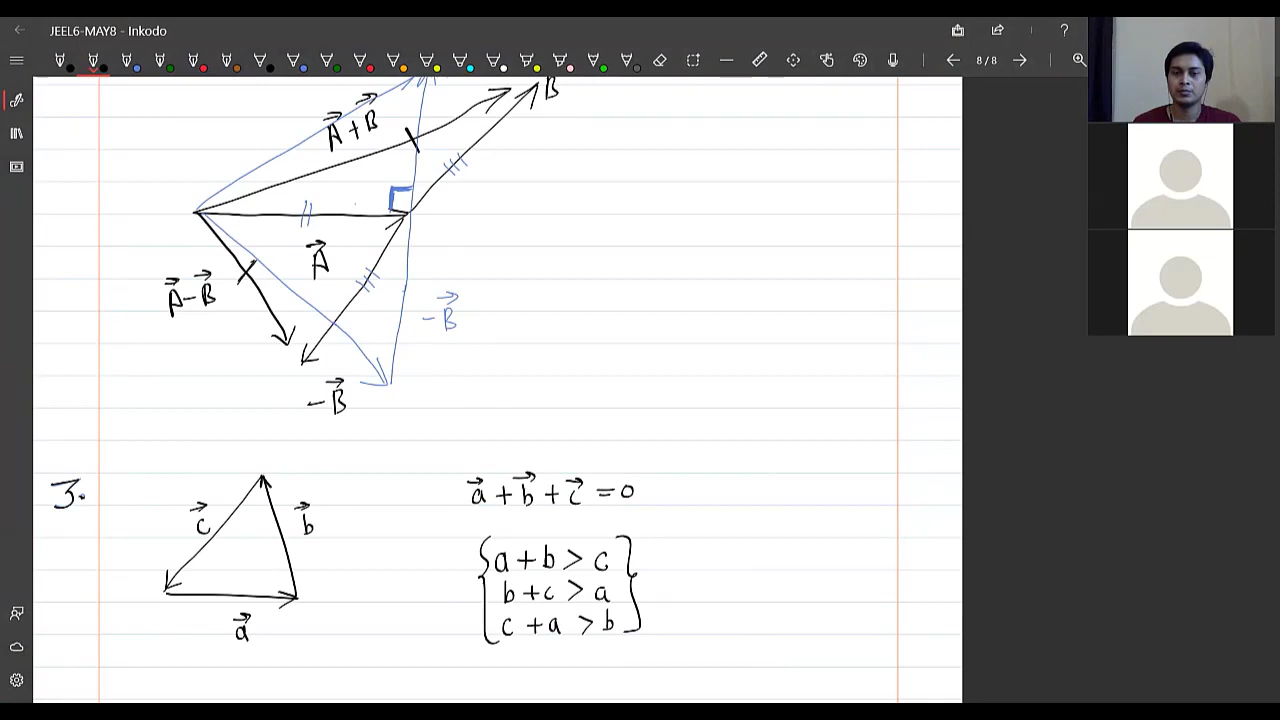 JEEL6-MAY8 - Inkodo
8/8
B
A⃗+B⃗
A⃗
A⃗-B⃗
-B⃗
-B⃗
3.
c⃗
b⃗
a⃗
a⃗+b⃗+c⃗ =0
{a+b > c}
b+c > a
c+a > b